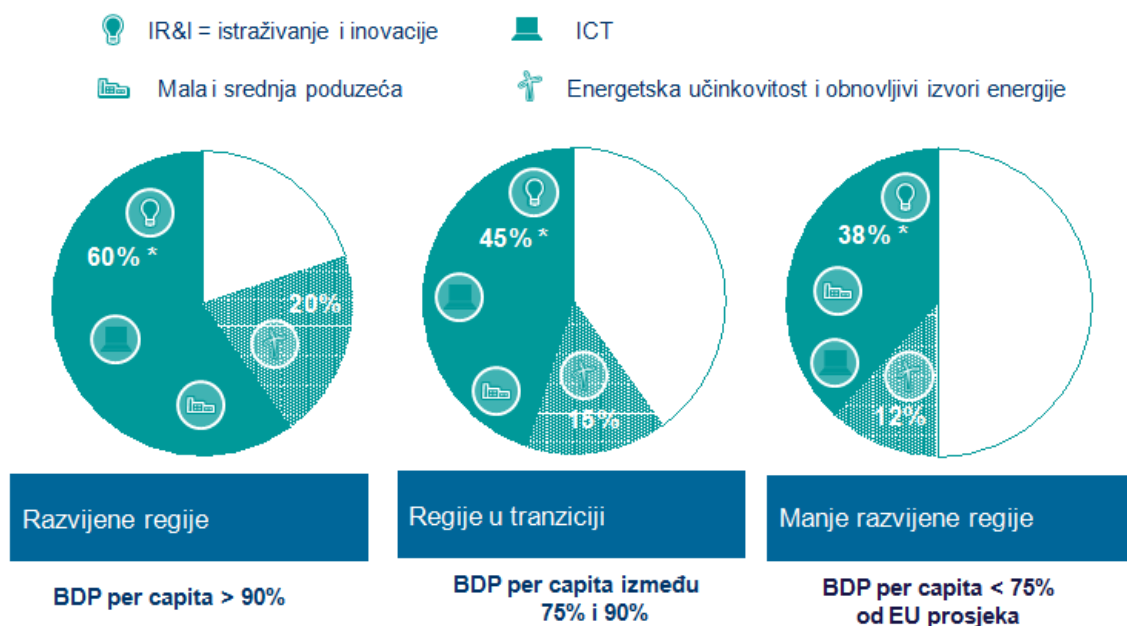 IR&I = istraživanje i inovacije
ICT
Mala i srednja poduzeća
Energetska učinkovitost i obnovljivi izvori energije
60% *
20%
45% *
15%
38% *
12%
Razvijene regije
Regije u tranziciji
Manje razvijene regije
BDP per capita > 90%
BDP per capita između
75% i 90%
BDP per capita < 75%
od EU prosjeka